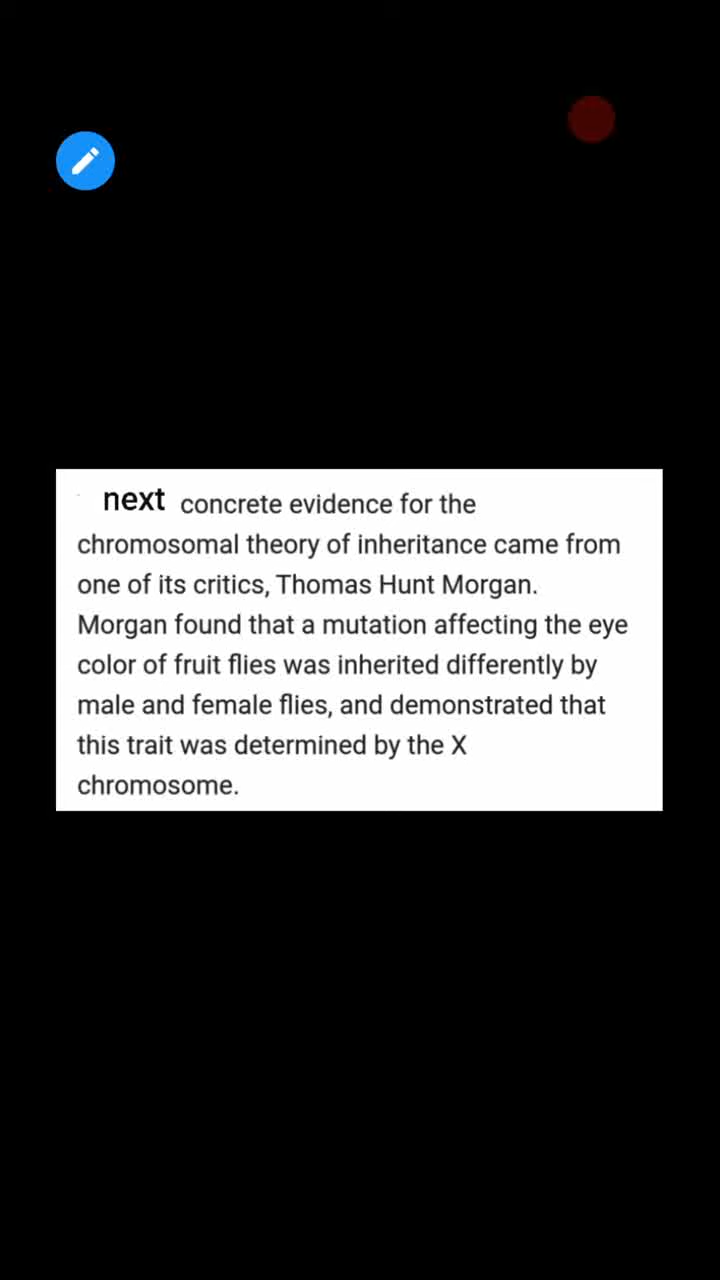 next concrete evidence for the
chromosomal theory of inheritance came from
one of its critics, Thomas Hunt Morgan.
Morgan found that a mutation affecting the eye
color of fruit flies was inherited differently by
male and female flies, and demonstrated that
this trait was determined by the X
chromosome.